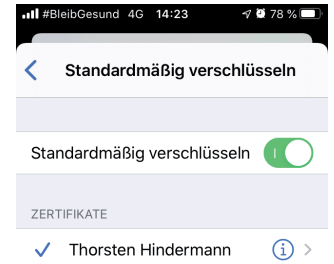 #BleibGesund 4G 14:23 78 %
Standardmäßig verschlüsseln
Standardmäßig verschlüsseln
ZERTIFIKATE
Thorsten Hindermann